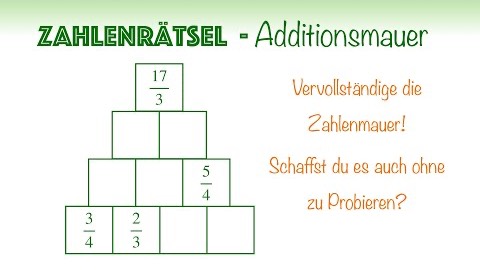 ZAHLENRÄTSEL - Additionsmauer
17/3
Vervollständige die
Zahlenmauer!
5/4
Schaffst du es auch ohne
zu Probieren?
3/4 2/3